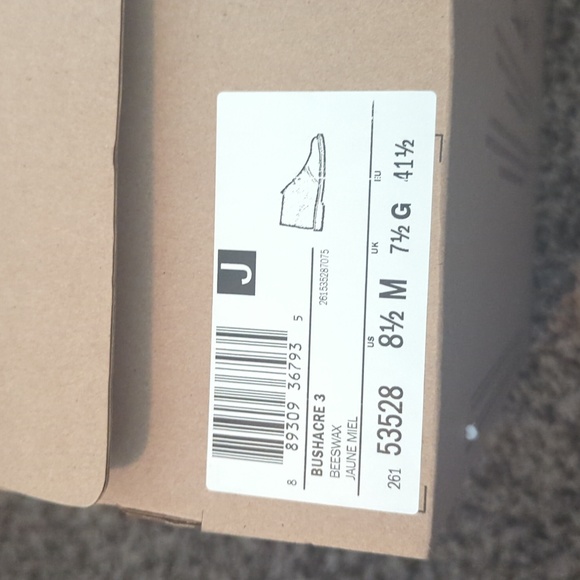 J
8 89309 36793 5
BUSHACRE 3
261535287075
BEESWAX
JAUNE MIEL
US
UK
EU
261 53528 8½ M 7½ G 41½